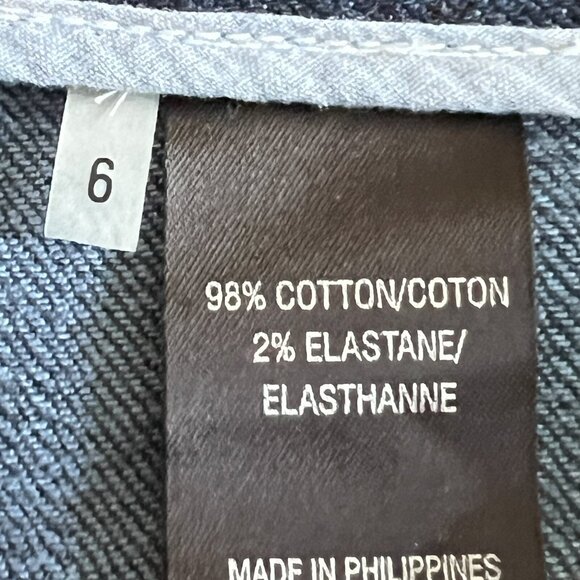 6
98% COTTON/COTON
2% ELASTANE/
ELASTHANNE
MADE IN PHILIPPINES